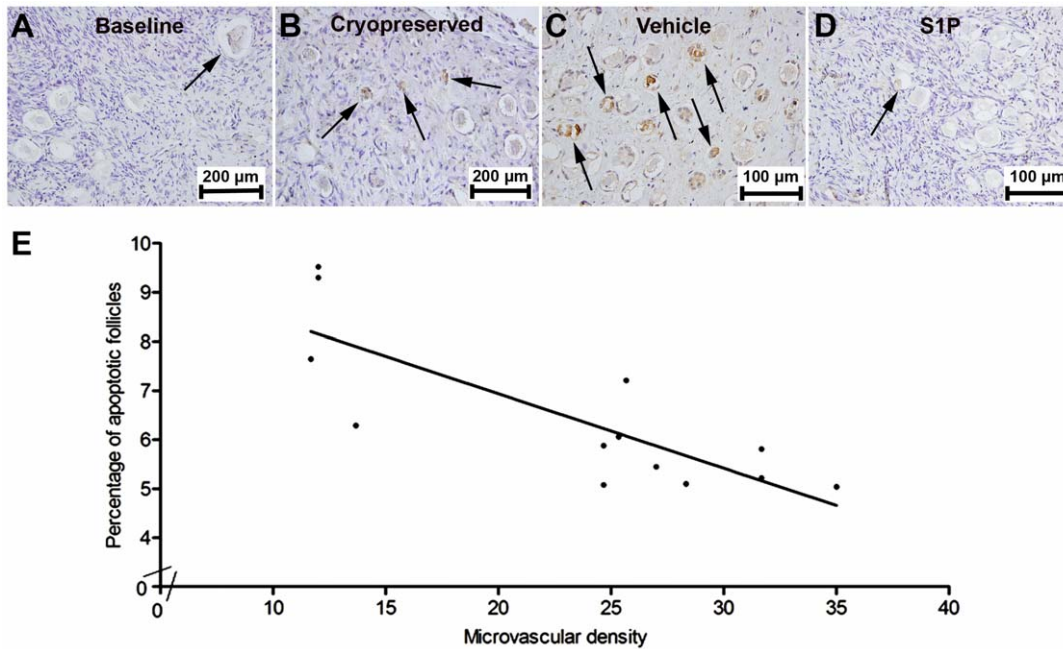 A Baseline
200 µm
B Cryopreserved
200 µm
C Vehicle
100 µm
D S1P
100 µm
E
10
9
8
7
6
5
4
0
Percentage of apoptotic follicles
0 10 15 20 25 30 35 40
Microvascular density